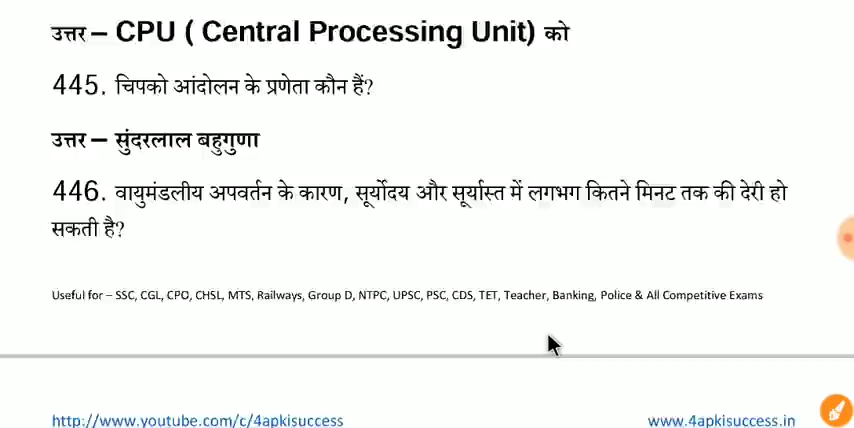 उत्तर – CPU ( Central Processing Unit) को
445. चिपको आंदोलन के प्रणेता कौन हैं?
उत्तर – सुंदरलाल बहुगुणा
446. वायुमंडलीय अपवर्तन के कारण, सूर्योदय और सूर्यास्त में लगभग कितने मिनट तक की देरी हो
सकती है?
Useful for – SSC, CGL, CPO, CHSL, MTS, Railways, Group D, NTPC, UPSC, PSC, CDS, TET, Teacher, Banking, Police & All Competitive Exams
http://www.youtube.com/c/4apkisuccess www.4apkisuccess.in